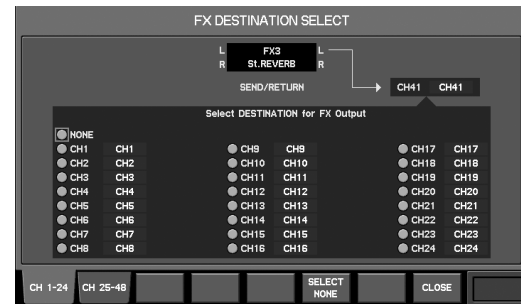 FX DESTINATION SELECT
L FX3 L
R St.REVERB R
SEND/RETURN CH41 CH41
Select DESTINATION for FX Output
NONE
CH1 CH1 CH9 CH9 CH17 CH17
CH2 CH2 CH10 CH10 CH18 CH18
CH3 CH3 CH11 CH11 CH19 CH19
CH4 CH4 CH12 CH12 CH20 CH20
CH5 CH5 CH13 CH13 CH21 CH21
CH6 CH6 CH14 CH14 CH22 CH22
CH7 CH7 CH15 CH15 CH23 CH23
CH8 CH8 CH16 CH16 CH24 CH24
CH 1-24 CH 25-48 SELECT NONE CLOSE